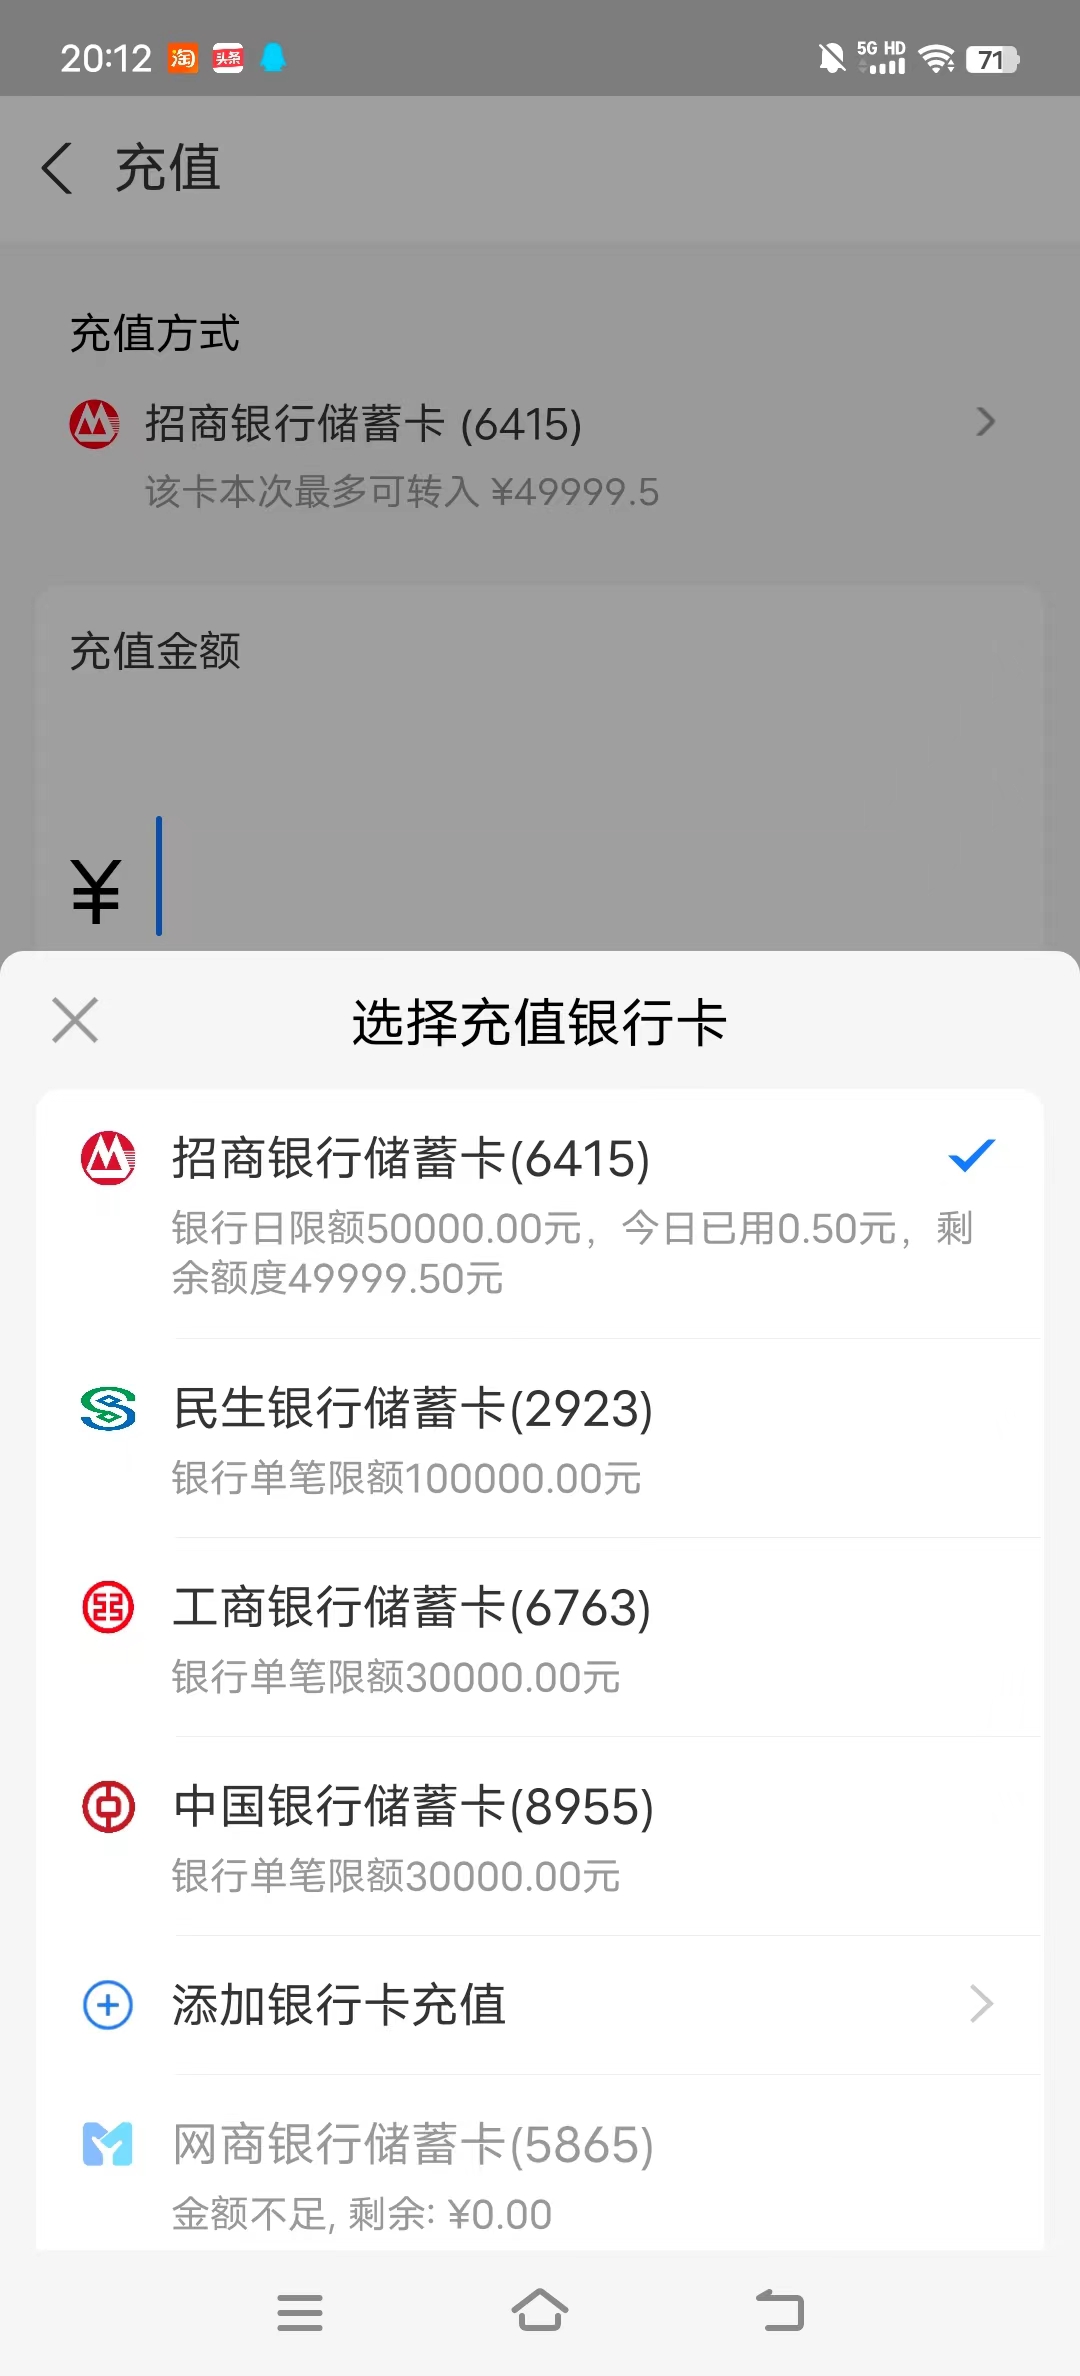 20:12 淘 头条 5G HD 71
充值
充值方式
招商银行储蓄卡 (6415)
该卡本次最多可转入 ¥49999.5
充值金额
¥
选择充值银行卡
招商银行储蓄卡(6415)
银行日限额50000.00元，今日已用0.50元，剩
余额度49999.50元
民生银行储蓄卡(2923)
银行单笔限额100000.00元
工商银行储蓄卡(6763)
银行单笔限额30000.00元
中国银行储蓄卡(8955)
银行单笔限额30000.00元
添加银行卡充值
网商银行储蓄卡(5865)
金额不足, 剩余: ¥0.00